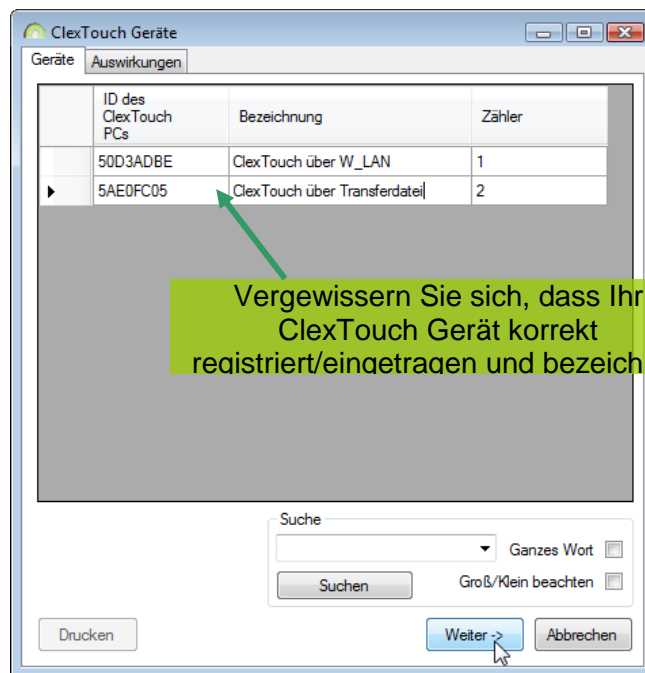 ClexTouch Geräte
Geräte Auswirkungen
ID des ClexTouch PCs Bezeichnung Zähler
50D3ADBE ClexTouch über W_LAN 1
5AE0FC05 ClexTouch über Transferdatei 2
Vergewissern Sie sich, dass Ihr
ClexTouch Gerät korrekt
registriert/eingetragen und bezeich
Suche
Ganzes Wort
Suchen Groß/Klein beachten
Drucken Weiter -> Abbrechen